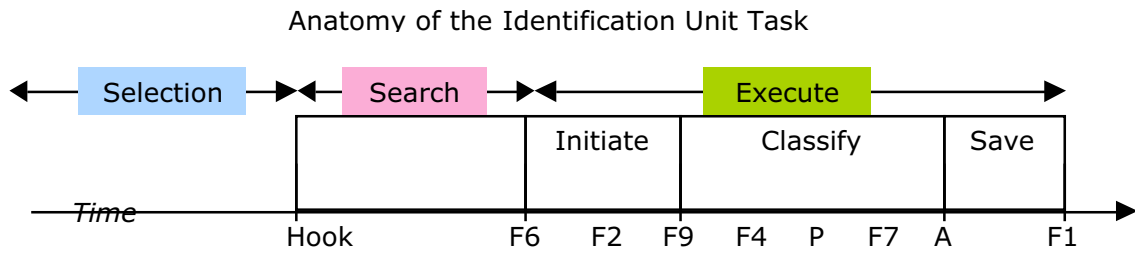 Anatomy of the Identification Unit Task
Selection Search Execute
Initiate Classify Save
Time
Hook F6 F2 F9 F4 P F7 A F1